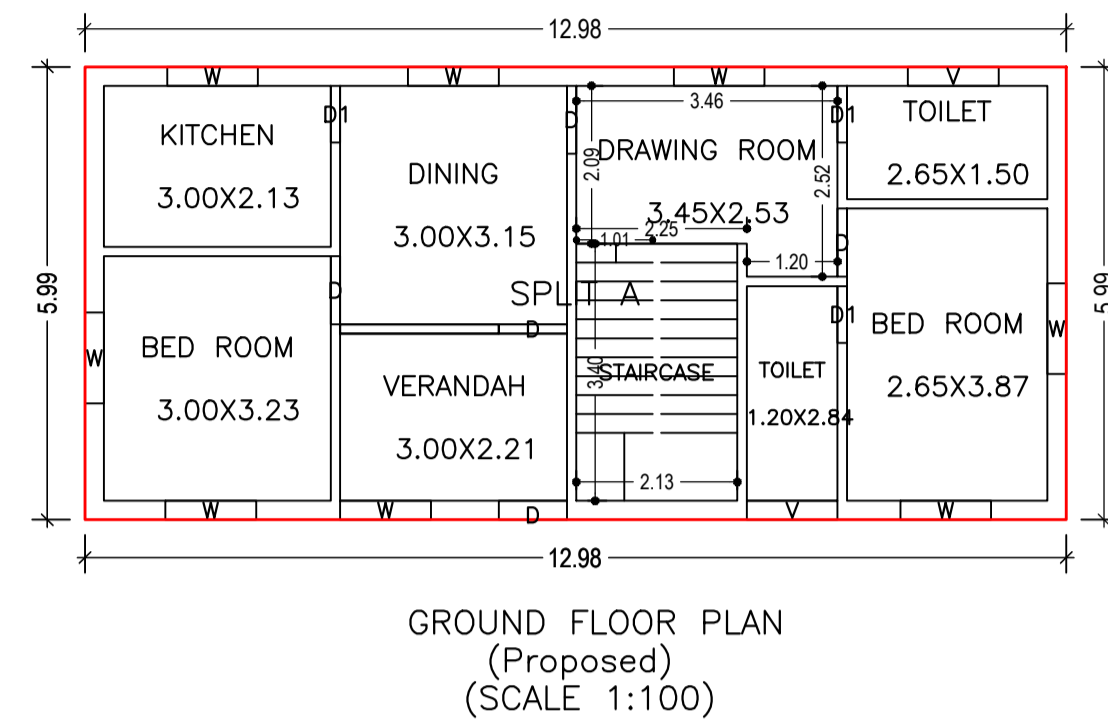 12.98
W W W V
KITCHEN
3.00X2.13
D1
DINING
3.00X3.15
D
3.46
2.09
DRAWING ROOM
3.45X2.53
2.52
D1
TOILET
2.65X1.50
2.25
1.01
1.20
D
5.99
5.99
SPLIT A
D
D
W
BED ROOM
3.00X3.23
VERANDAH
3.00X2.21
3.40
STAIRCASE
2.13
TOILET
1.20X2.84
D1
BED ROOM
2.65X3.87
W
W W D V W
12.98
GROUND FLOOR PLAN
(Proposed)
(SCALE 1:100)